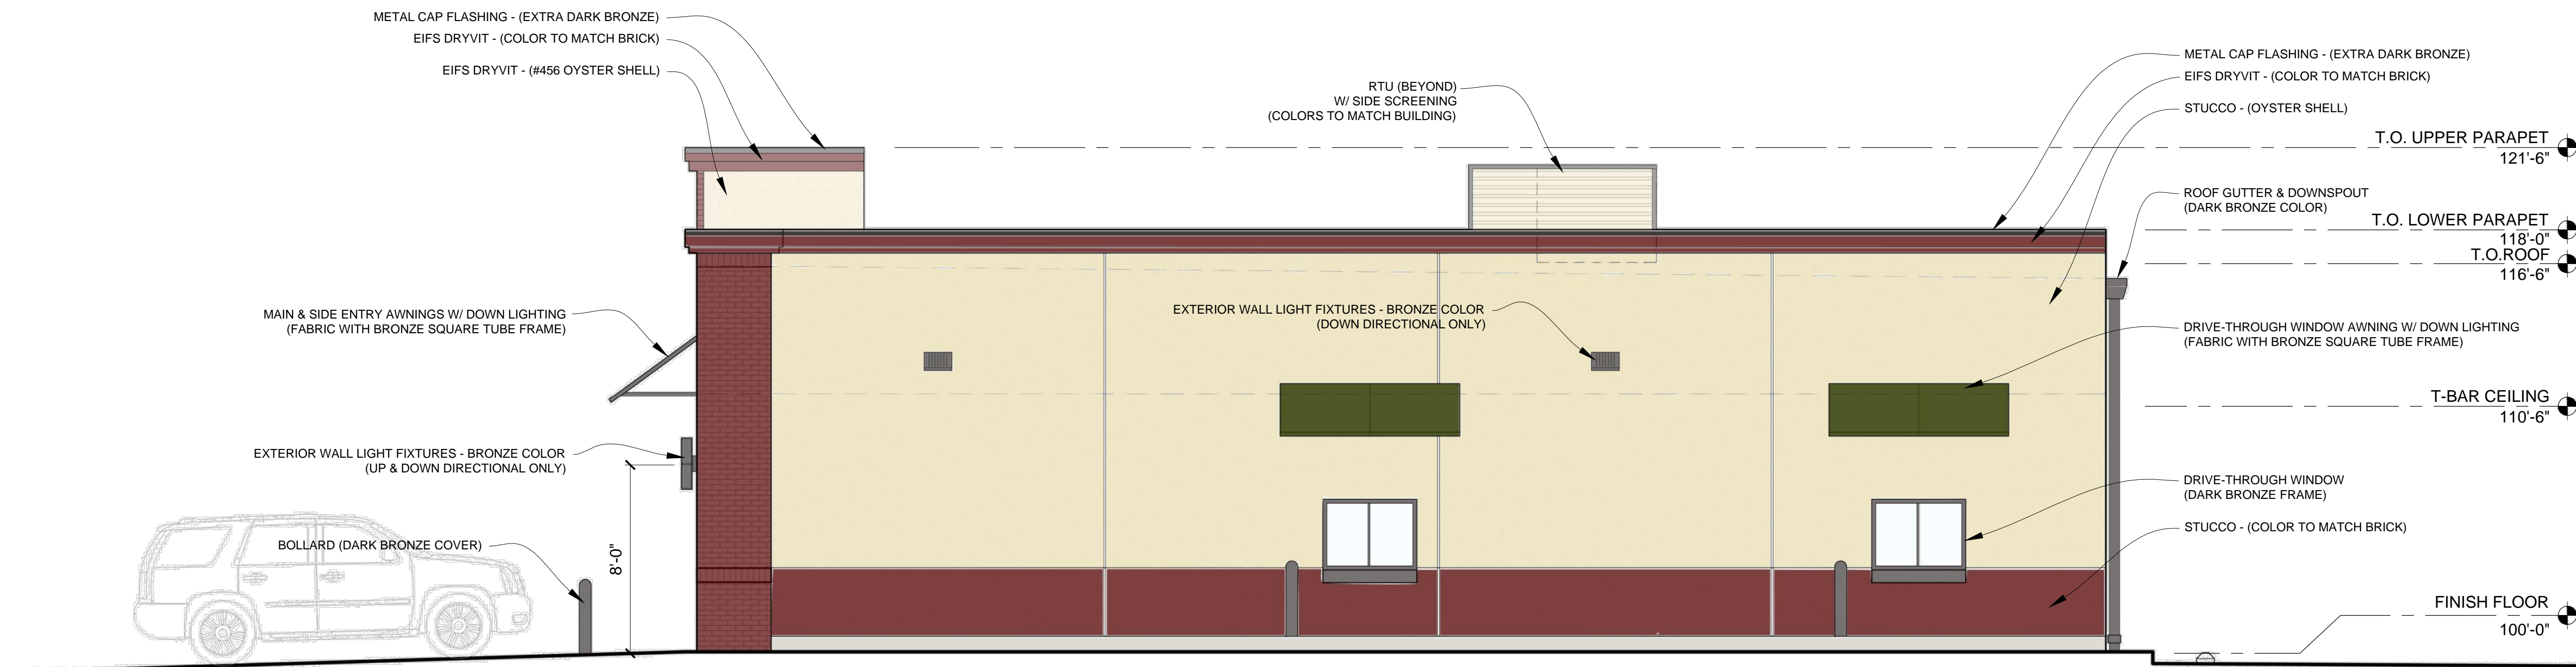 METAL CAP FLASHING - (EXTRA DARK BRONZE)
EIFS DRYVIT - (COLOR TO MATCH BRICK)
EIFS DRYVIT - (#456 OYSTER SHELL)
RTU (BEYOND)
W/ SIDE SCREENING
(COLORS TO MATCH BUILDING)
METAL CAP FLASHING - (EXTRA DARK BRONZE)
EIFS DRYVIT - (COLOR TO MATCH BRICK)
STUCCO - (OYSTER SHELL)
T.O. UPPER PARAPET
121'-6"
ROOF GUTTER & DOWNSPOUT
(DARK BRONZE COLOR)
T.O. LOWER PARAPET
118'-0"
T.O.ROOF
116'-6"
MAIN & SIDE ENTRY AWNINGS W/ DOWN LIGHTING
(FABRIC WITH BRONZE SQUARE TUBE FRAME)
EXTERIOR WALL LIGHT FIXTURES - BRONZE COLOR
(DOWN DIRECTIONAL ONLY)
DRIVE-THROUGH WINDOW AWNING W/ DOWN LIGHTING
(FABRIC WITH BRONZE SQUARE TUBE FRAME)
T-BAR CEILING
110'-6"
EXTERIOR WALL LIGHT FIXTURES - BRONZE COLOR
(UP & DOWN DIRECTIONAL ONLY)
DRIVE-THROUGH WINDOW
(DARK BRONZE FRAME)
STUCCO - (COLOR TO MATCH BRICK)
BOLLARD (DARK BRONZE COVER)
8'-0"
FINISH FLOOR
100'-0"